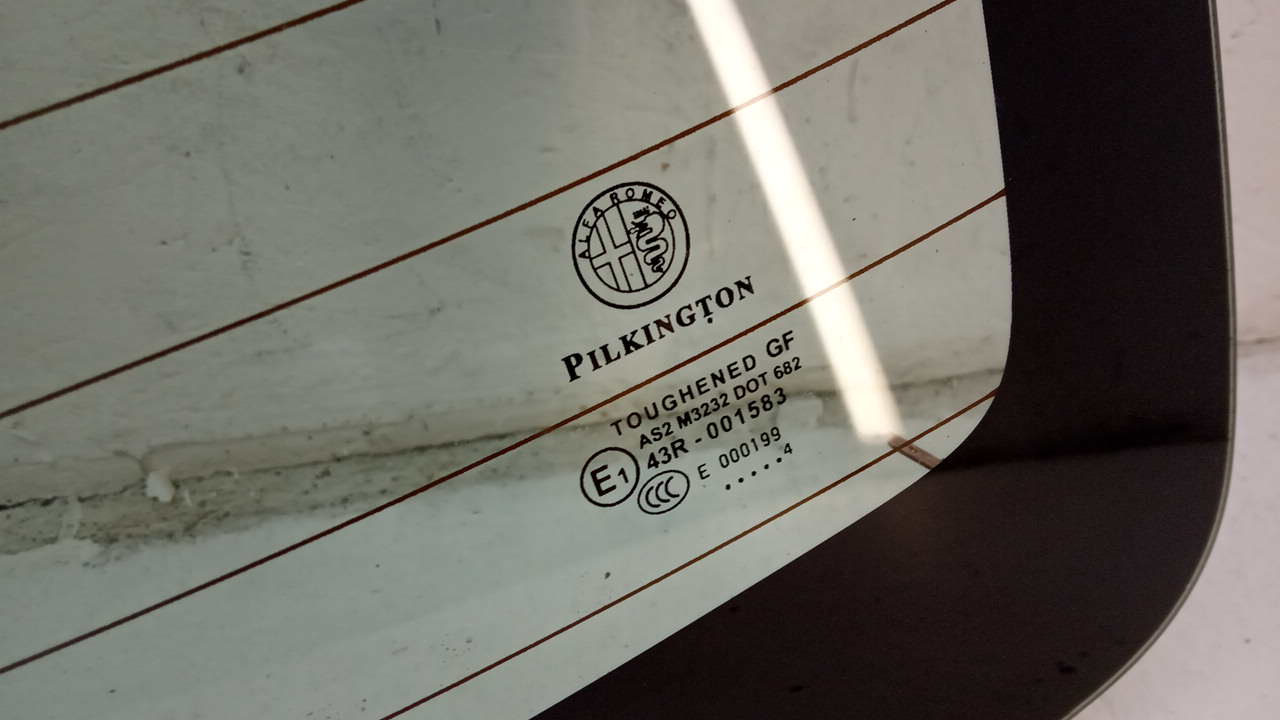 ALFA ROMEO
PILKINGTON
TOUGHENED GF
AS2 M3232 DOT 682
43R - 001583
E1
CCC E 000199
.....4